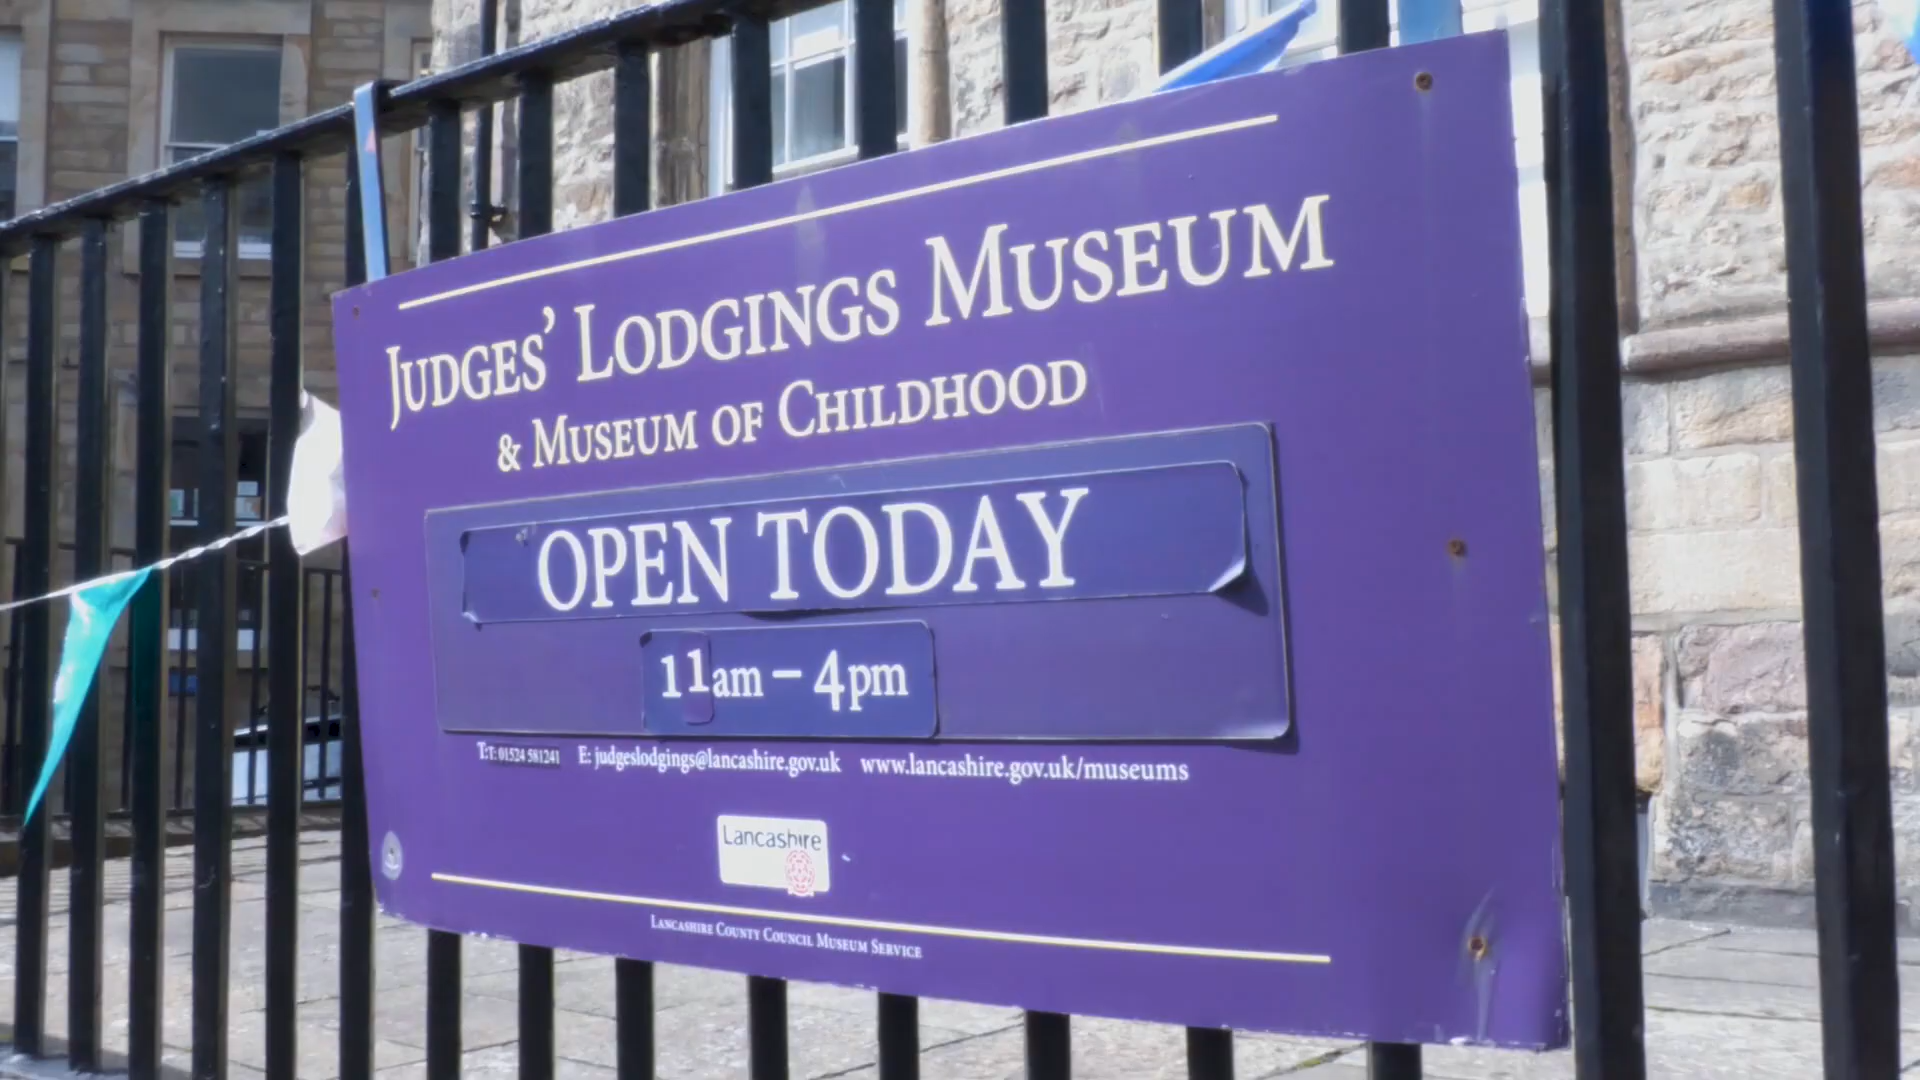 JUDGES' LODGINGS MUSEUM
& MUSEUM OF CHILDHOOD
OPEN TODAY
11am – 4pm
T:T: 01524 581241 E: judgeslodgings@lancashire.gov.uk www.lancashire.gov.uk/museums
Lancashire
LANCASHIRE COUNTY COUNCIL MUSEUM SERVICE